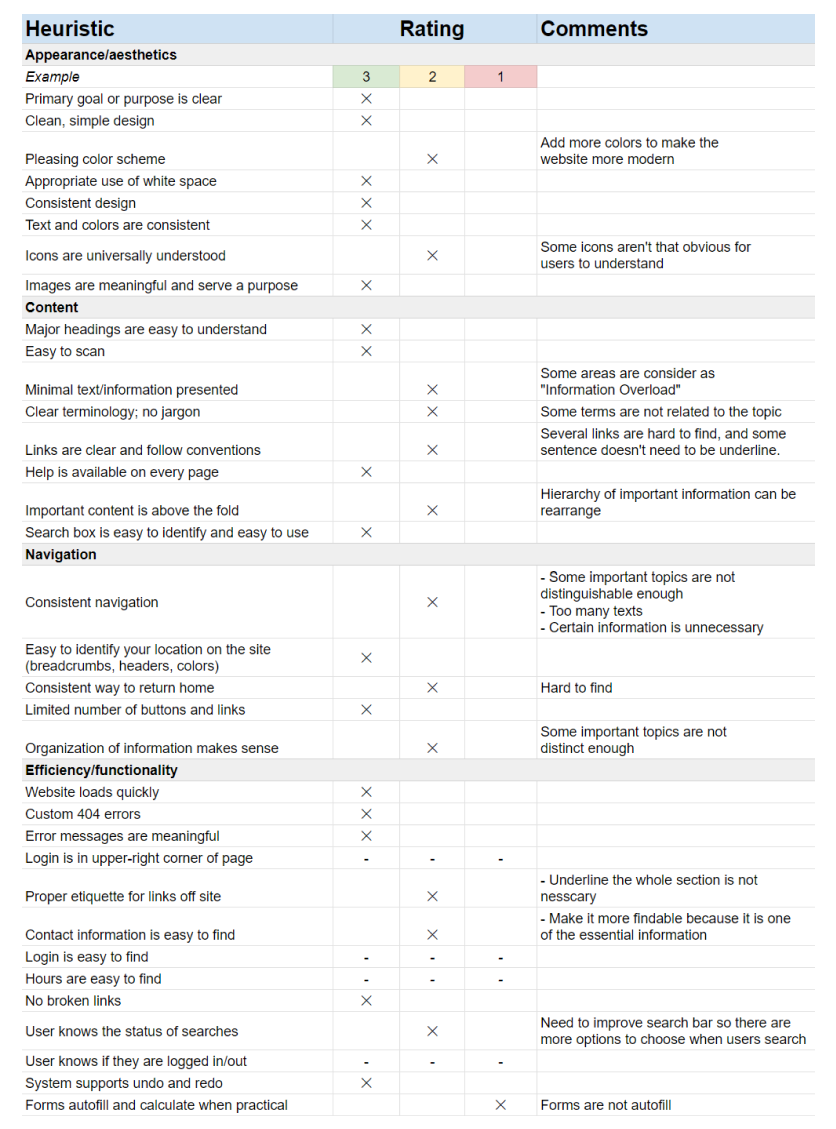 Heuristic Rating Comments
Appearance/aesthetics
Example 3 2 1
Primary goal or purpose is clear ×
Clean, simple design ×
Add more colors to make the
Pleasing color scheme × website more modern
Appropriate use of white space ×
Consistent design ×
Text and colors are consistent ×
Some icons aren't that obvious for
Icons are universally understood × users to understand
Images are meaningful and serve a purpose ×
Content
Major headings are easy to understand ×
Easy to scan ×
Some areas are consider as
Minimal text/information presented × "Information Overload"
Clear terminology; no jargon × Some terms are not related to the topic
Several links are hard to find, and some
Links are clear and follow conventions × sentence doesn't need to be underline.
Help is available on every page ×
Hierarchy of important information can be
Important content is above the fold × rearrange
Search box is easy to identify and easy to use ×
Navigation
Consistent navigation × - Some important topics are not
distinguishable enough
- Too many texts
- Certain information is unnecessary
Easy to identify your location on the site
(breadcrumbs, headers, colors) ×
Consistent way to return home × Hard to find
Limited number of buttons and links ×
Some important topics are not
Organization of information makes sense × distinct enough
Efficiency/functionality
Website loads quickly ×
Custom 404 errors ×
Error messages are meaningful ×
Login is in upper-right corner of page - - -
- Underline the whole section is not
Proper etiquette for links off site × nesscary
- Make it more findable because it is one
Contact information is easy to find × of the essential information
Login is easy to find - - -
Hours are easy to find - - -
No broken links ×
Need to improve search bar so there are
User knows the status of searches × more options to choose when users search
User knows if they are logged in/out - - -
System supports undo and redo ×
Forms autofill and calculate when practical × Forms are not autofill